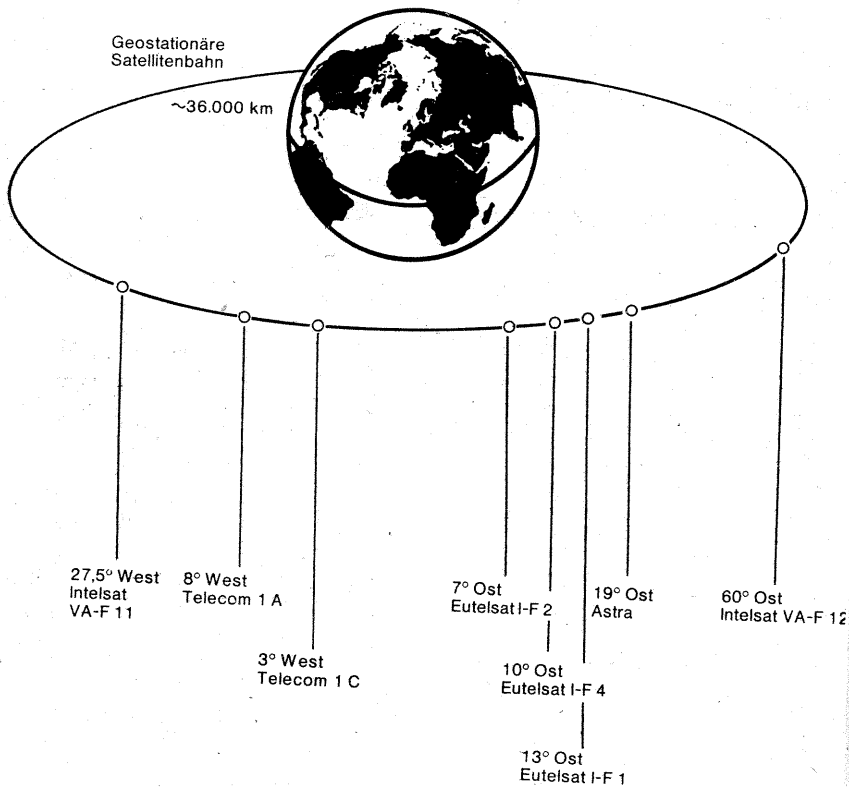 Geostationäre
Satellitenbahn
~36.000 km
27,5° West
Intelsat
VA-F 11
8° West
Telecom 1 A
3° West
Telecom 1 C
7° Ost
Eutelsat I-F 2
10° Ost
Eutelsat I-F 4
13° Ost
Eutelsat I-F 1
19° Ost
Astra
60° Ost
Intelsat VA-F 12